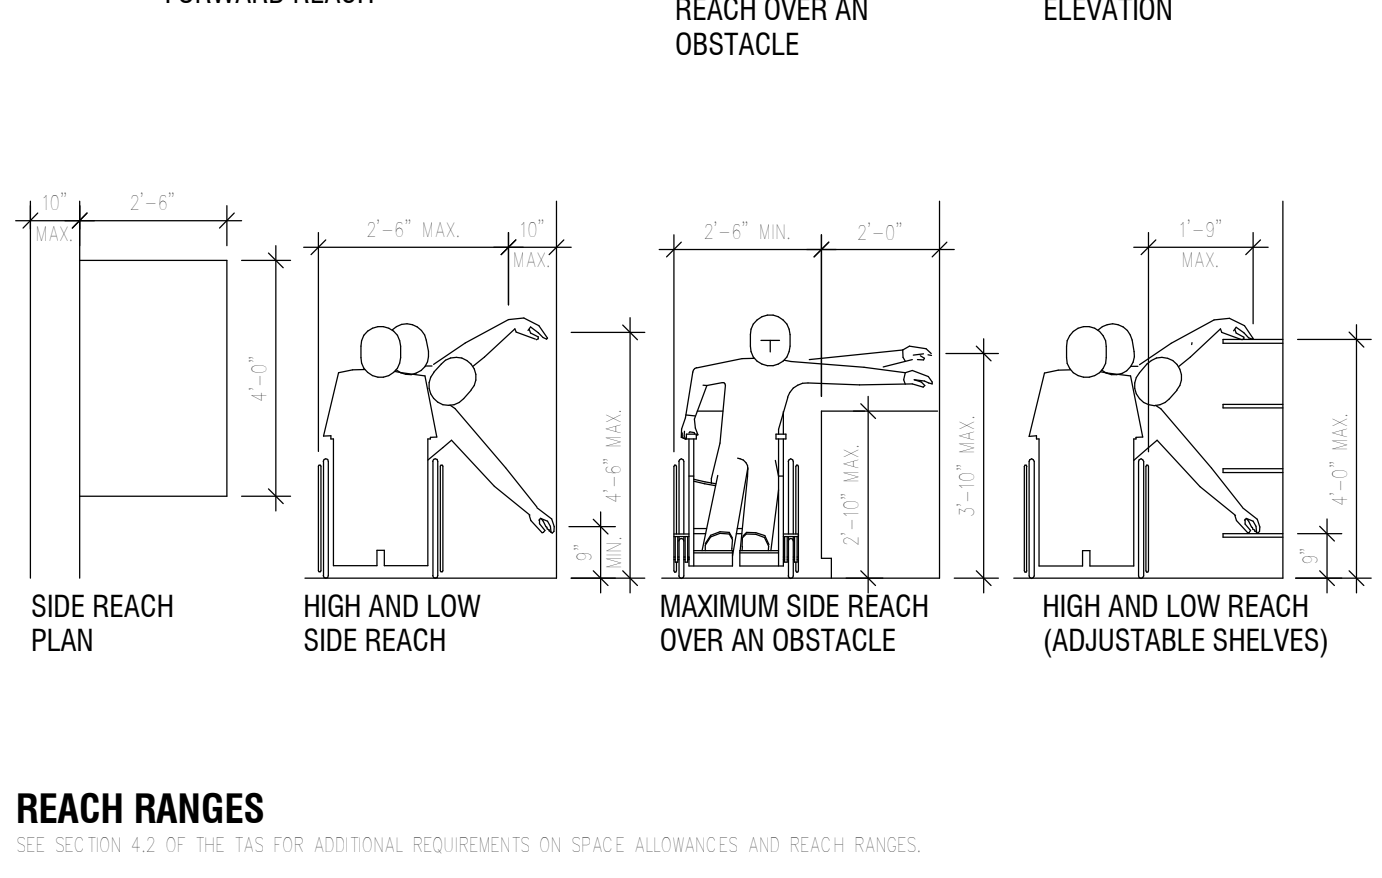 FORWARD REACH
REACH OVER AN
OBSTACLE
ELEVATION
10"
MAX.
2'-6"
4'-0"
SIDE REACH
PLAN
2'-6" MAX.
10"
MAX.
4'-6" MAX.
9"
MIN.
HIGH AND LOW
SIDE REACH
2'-6" MIN.
2'-0"
2'-10" MAX.
3'-10" MAX.
MAXIMUM SIDE REACH
OVER AN OBSTACLE
1'-9"
MAX.
4'-0" MAX.
9"
HIGH AND LOW REACH
(ADJUSTABLE SHELVES)
REACH RANGES
SEE SECTION 4.2 OF THE TAS FOR ADDITIONAL REQUIREMENTS ON SPACE ALLOWANCES AND REACH RANGES.